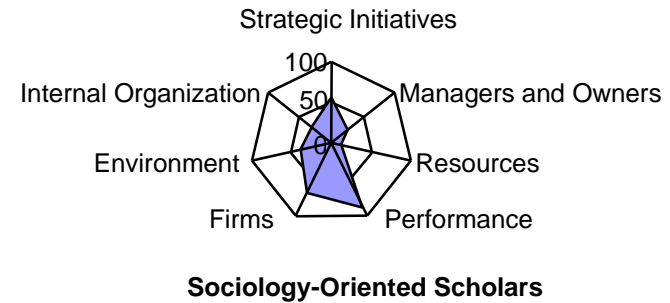 Strategic Initiatives
100
Internal Organization
Managers and Owners
50
0
Environment
Resources
Firms
Performance
Sociology-Oriented Scholars